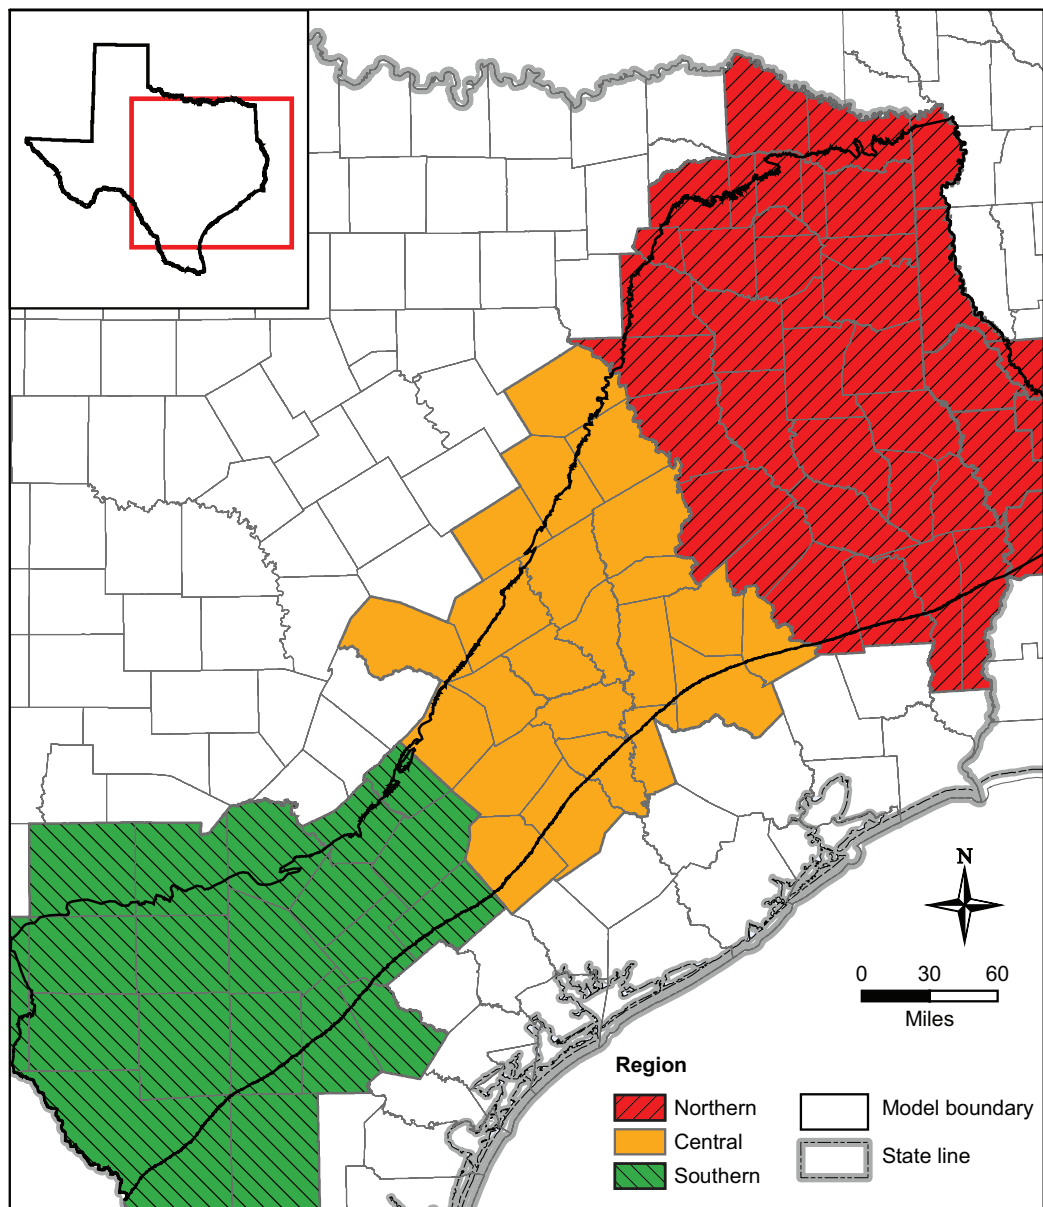 N
0 30 60
Miles
Region
Northern
Central
Southern
Model boundary
State line